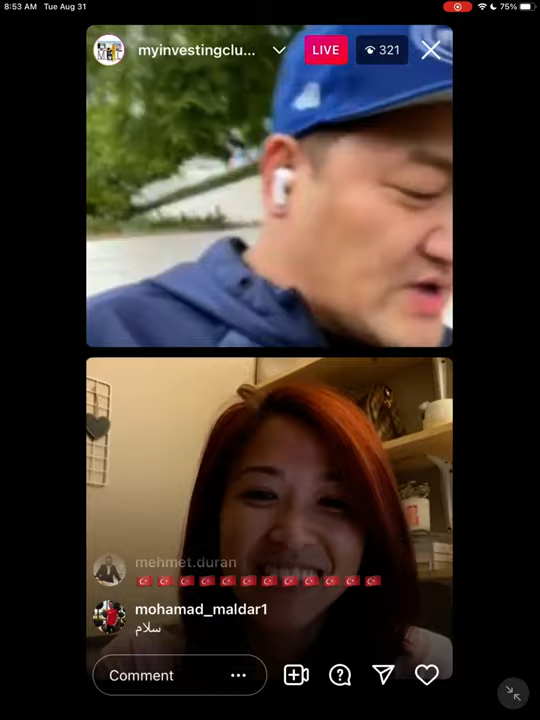 8:53 AM Tue Aug 31
75%
myinvestingclu...
LIVE
321
mehmet.duran
🇹🇷🇹🇷🇹🇷🇹🇷🇹🇷🇹🇷🇹🇷🇹🇷🇹🇷🇹🇷🇹🇷🇹🇷
mohamad_maldar1
سلام
Comment